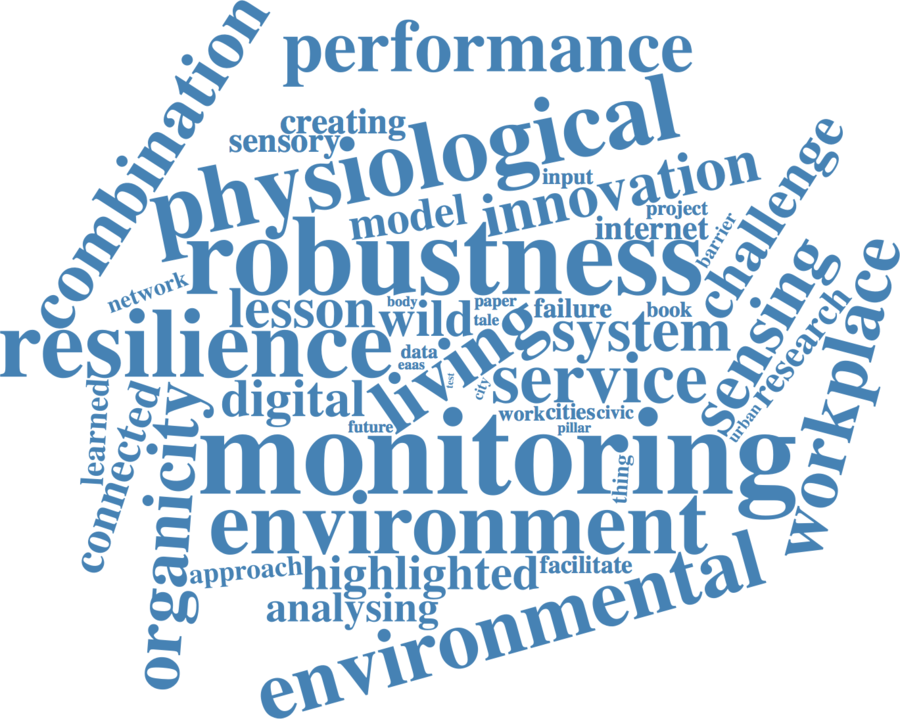 combination
performance
creating
sensory
physiological
input
innovation
challenge
model
project
internet
barrier
robustness
network
lesson
body
wild
paper
tale
failure
book
sensing
workplace
resilience
data
eaas
living
system
research
test
city
service
digital
learned
connected
organicity
future
work
cities
civic
pillar
urban
monitoring
thing
environment
approach
highlighted
facilitate
analysing
environmental